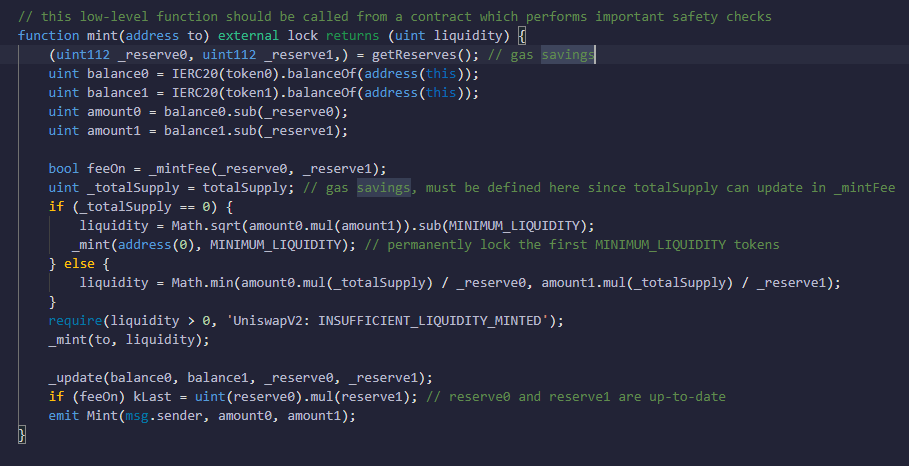 // this low-level function should be called from a contract which performs important safety checks
function mint(address to) external lock returns (uint liquidity) {
    (uint112 _reserve0, uint112 _reserve1,) = getReserves(); // gas savings
    uint balance0 = IERC20(token0).balanceOf(address(this));
    uint balance1 = IERC20(token1).balanceOf(address(this));
    uint amount0 = balance0.sub(_reserve0);
    uint amount1 = balance1.sub(_reserve1);

    bool feeOn = _mintFee(_reserve0, _reserve1);
    uint _totalSupply = totalSupply; // gas savings, must be defined here since totalSupply can update in _mintFee
    if (_totalSupply == 0) {
        liquidity = Math.sqrt(amount0.mul(amount1)).sub(MINIMUM_LIQUIDITY);
       _mint(address(0), MINIMUM_LIQUIDITY); // permanently lock the first MINIMUM_LIQUIDITY tokens
    } else {
        liquidity = Math.min(amount0.mul(_totalSupply) / _reserve0, amount1.mul(_totalSupply) / _reserve1);
    }
    require(liquidity > 0, 'UniswapV2: INSUFFICIENT_LIQUIDITY_MINTED');
    _mint(to, liquidity);

    _update(balance0, balance1, _reserve0, _reserve1);
    if (feeOn) kLast = uint(reserve0).mul(reserve1); // reserve0 and reserve1 are up-to-date
    emit Mint(msg.sender, amount0, amount1);
}